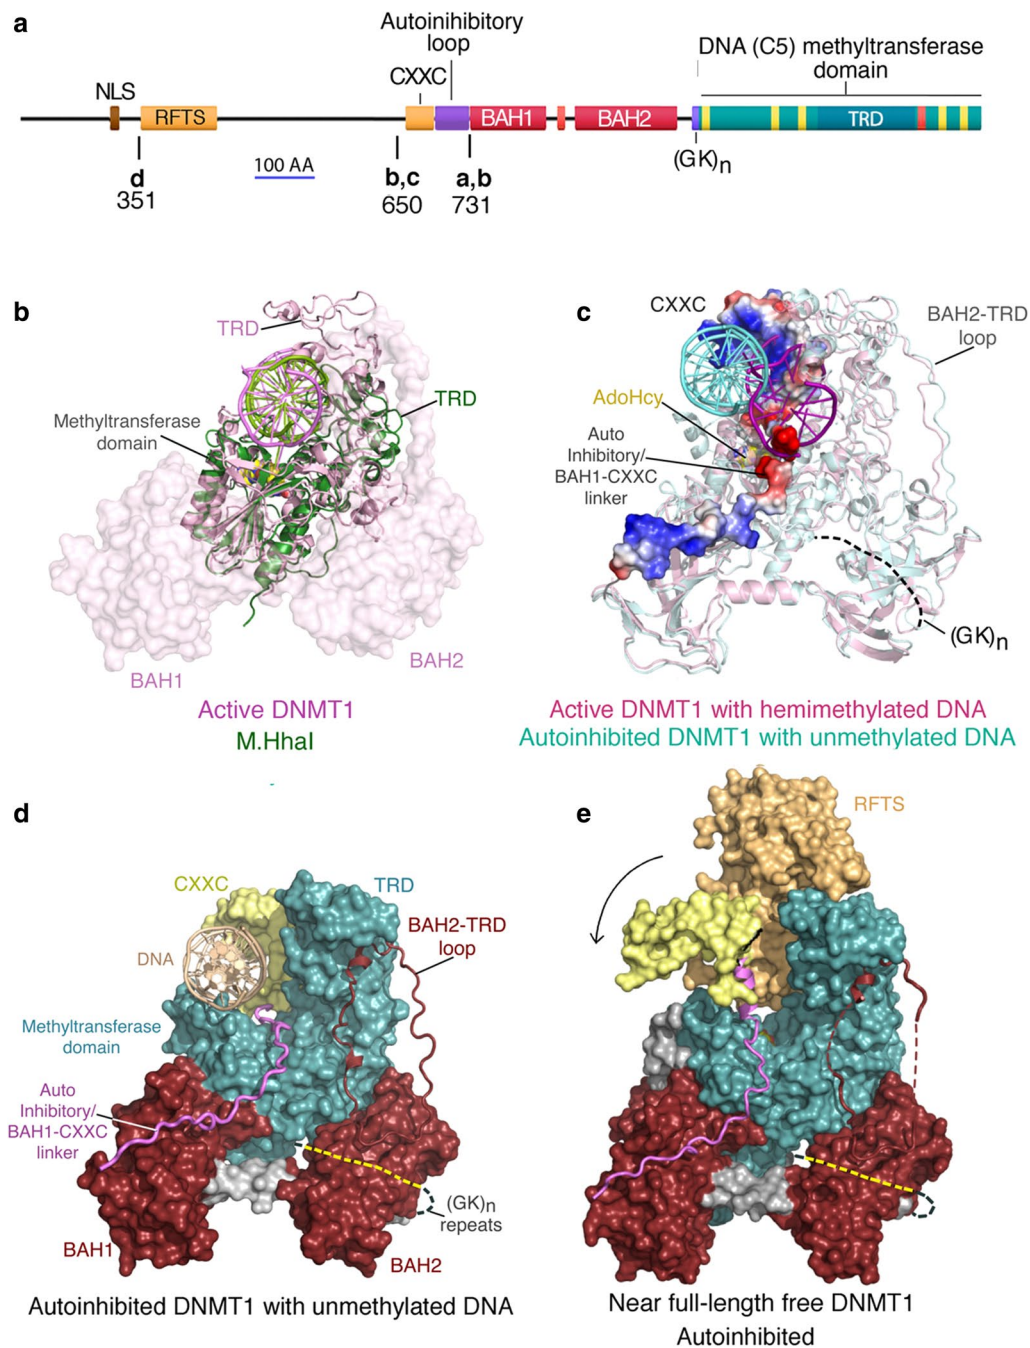 a
Autoinihibitory
loop
DNA (C5) methyltransferase
domain
CXXC
NLS
RFTS
BAH1
BAH2
TRD
(GK)n
d
351
100 AA
b,c
650
a,b
731
b
TRD
TRD
Methyltransferase
domain
BAH1
BAH2
Active DNMT1
M.HhaI
c
CXXC
BAH2-TRD
loop
AdoHcy
Auto
Inhibitory/
BAH1-CXXC
linker
(GK)n
Active DNMT1 with hemimethylated DNA
Autoinhibited DNMT1 with unmethylated DNA
d
CXXC
TRD
BAH2-TRD
loop
DNA
Methyltransferase
domain
Auto
Inhibitory/
BAH1-CXXC
linker
(GK)n
repeats
BAH1
BAH2
Autoinhibited DNMT1 with unmethylated DNA
e
RFTS
Near full-length free DNMT1
Autoinhibited